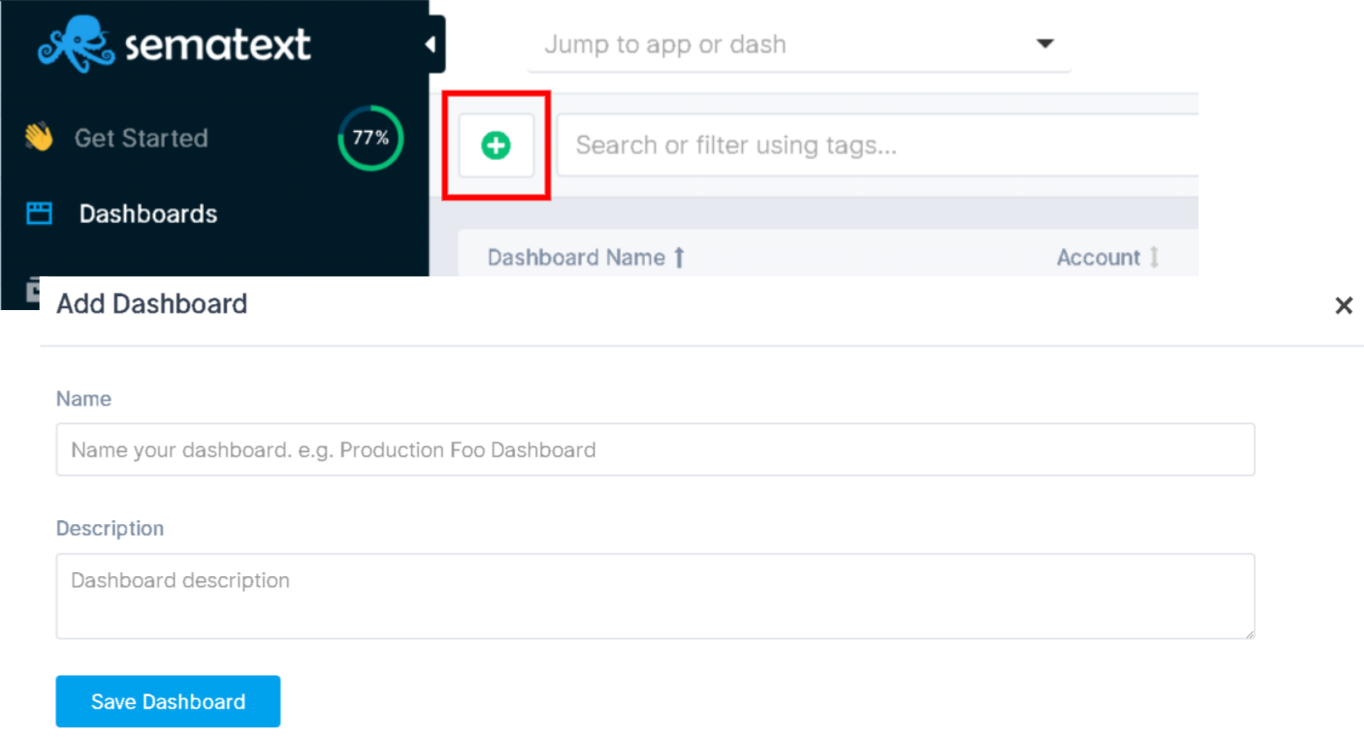 sematext
Jump to app or dash
Get Started
77%
Search or filter using tags...
Dashboards
Dashboard Name
Account
Add Dashboard
Name
Name your dashboard. e.g. Production Foo Dashboard
Description
Dashboard description
Save Dashboard